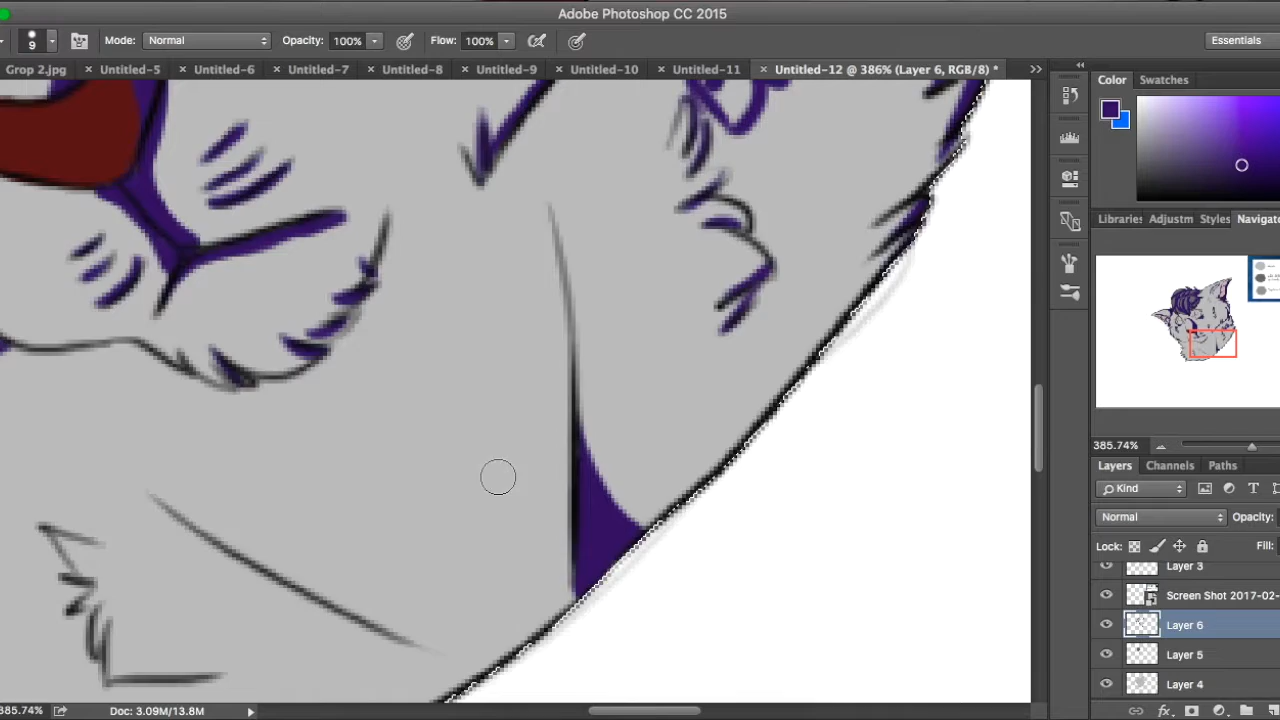 Adobe Photoshop CC 2015
9 Mode: Normal Opacity: 100% Flow: 100% Essentials
Grop 2.jpg × Untitled-5 × Untitled-6 × Untitled-7 × Untitled-8 × Untitled-9 × Untitled-10 × Untitled-11 × Untitled-12 @ 386% (Layer 6, RGB/8) *
Color Swatches
Libraries Adjustm Styles Navigato
385.74%
Layers Channels Paths
Kind
Normal Opacity:
Lock: Fill:
Layer 3
Screen Shot 2017-02-
Layer 6
Layer 5
Layer 4
385.74% Doc: 3.09M/13.8M